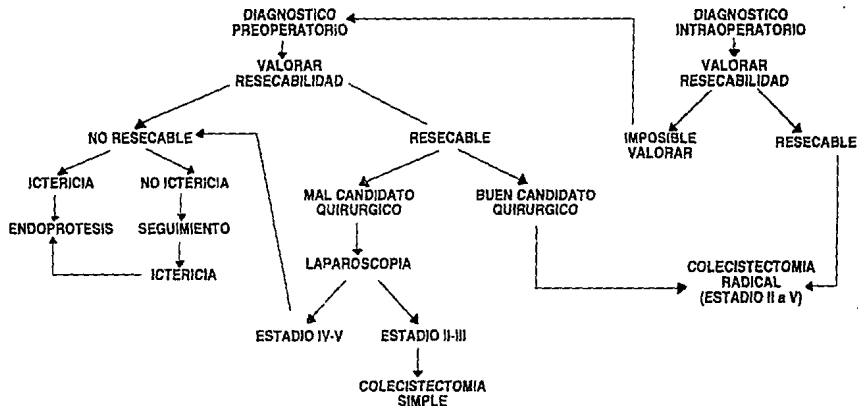 DIAGNOSTICO
PREOPERATORIO
DIAGNOSTICO
INTRAOPERATORIO
VALORAR
RESECABILIDAD
VALORAR
RESECABILIDAD
NO RESECABLE
RESECABLE
IMPOSIBLE
VALORAR
RESECABLE
ICTERICIA
NO ICTERICIA
MAL CANDIDATO
QUIRURGICO
BUEN CANDIDATO
QUIRURGICO
ENDOPROTESIS
SEGUIMIENTO
LAPAROSCOPIA
ICTERICIA
COLECISTECTOMIA
RADICAL
(ESTADIO II a V)
ESTADIO IV-V
ESTADIO II-III
COLECISTECTOMIA
SIMPLE